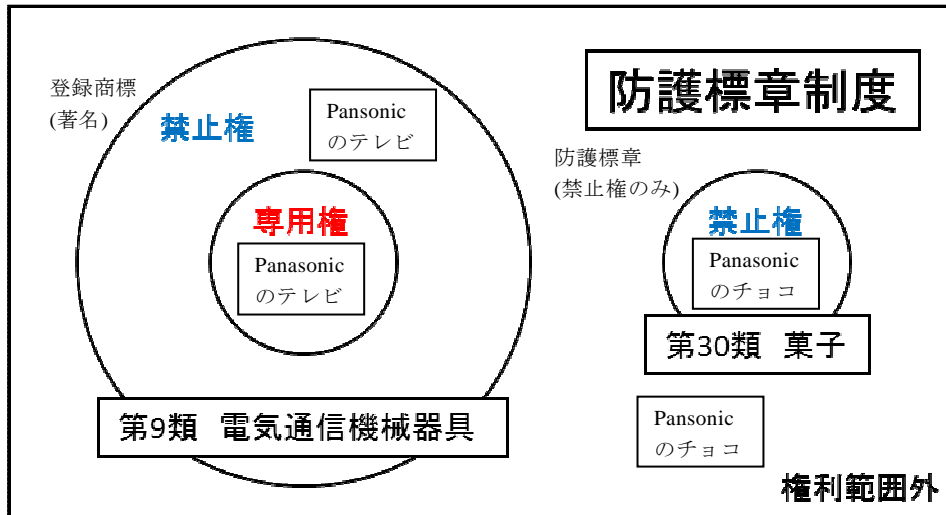 防護標章制度
登録商標
(著名)
禁止権
Pansonic
のテレビ
専用権
Panasonic
のテレビ
第9類 電気通信機械器具
防護標章
(禁止権のみ)
禁止権
Panasonic
のチョコ
第30類 菓子
Pansonic
のチョコ
権利範囲外